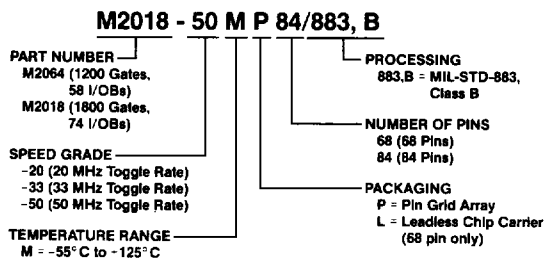 M2018-50 M P 84/883, B
PART NUMBER
M2064 (1200 Gates,
58 I/OBs)
M2018 (1800 Gates,
74 I/OBs)
SPEED GRADE
-20 (20 MHz Toggle Rate)
-33 (33 MHz Toggle Rate)
-50 (50 MHz Toggle Rate)
TEMPERATURE RANGE
M = -55°C to +125°C
PROCESSING
883,B = MIL-STD-883,
Class B
NUMBER OF PINS
68 (68 Pins)
84 (84 Pins)
PACKAGING
P = Pin Grid Array
L = Leadless Chip Carrier
(68 pin only)